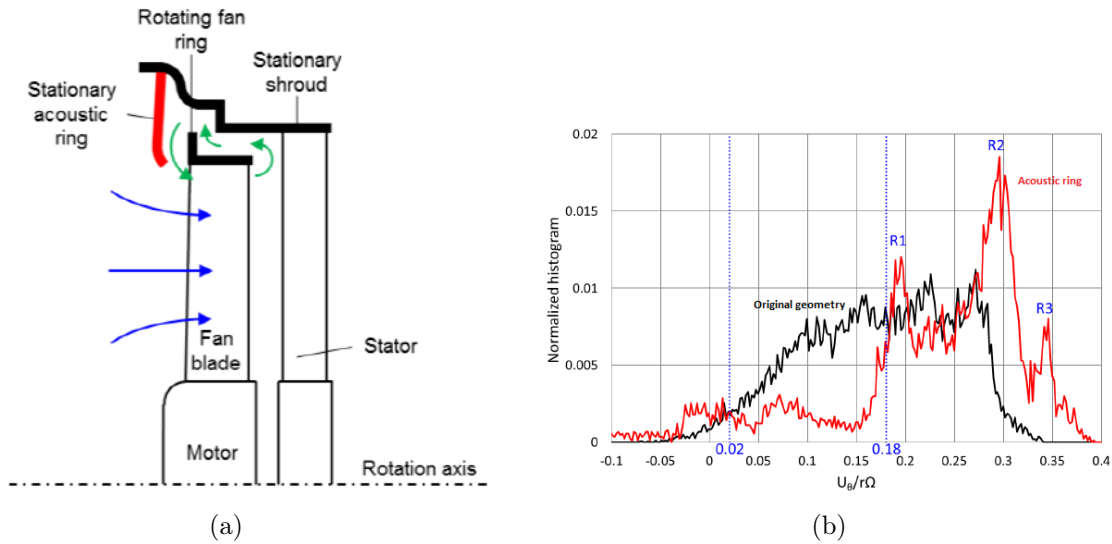 Rotating fan
ring
Stationary
shroud
Stationary
acoustic
ring
Fan
blade
Stator
Motor
Rotation axis
(a)
0.02
0.015
0.01
0.005
0
Normalized histogram
R2
Acoustic ring
R1
Original geometry
R3
0.02
0.18
-0.1 -0.05 0 0.05 0.1 0.15 0.2 0.25 0.3 0.35 0.4
Uθ/rΩ
(b)